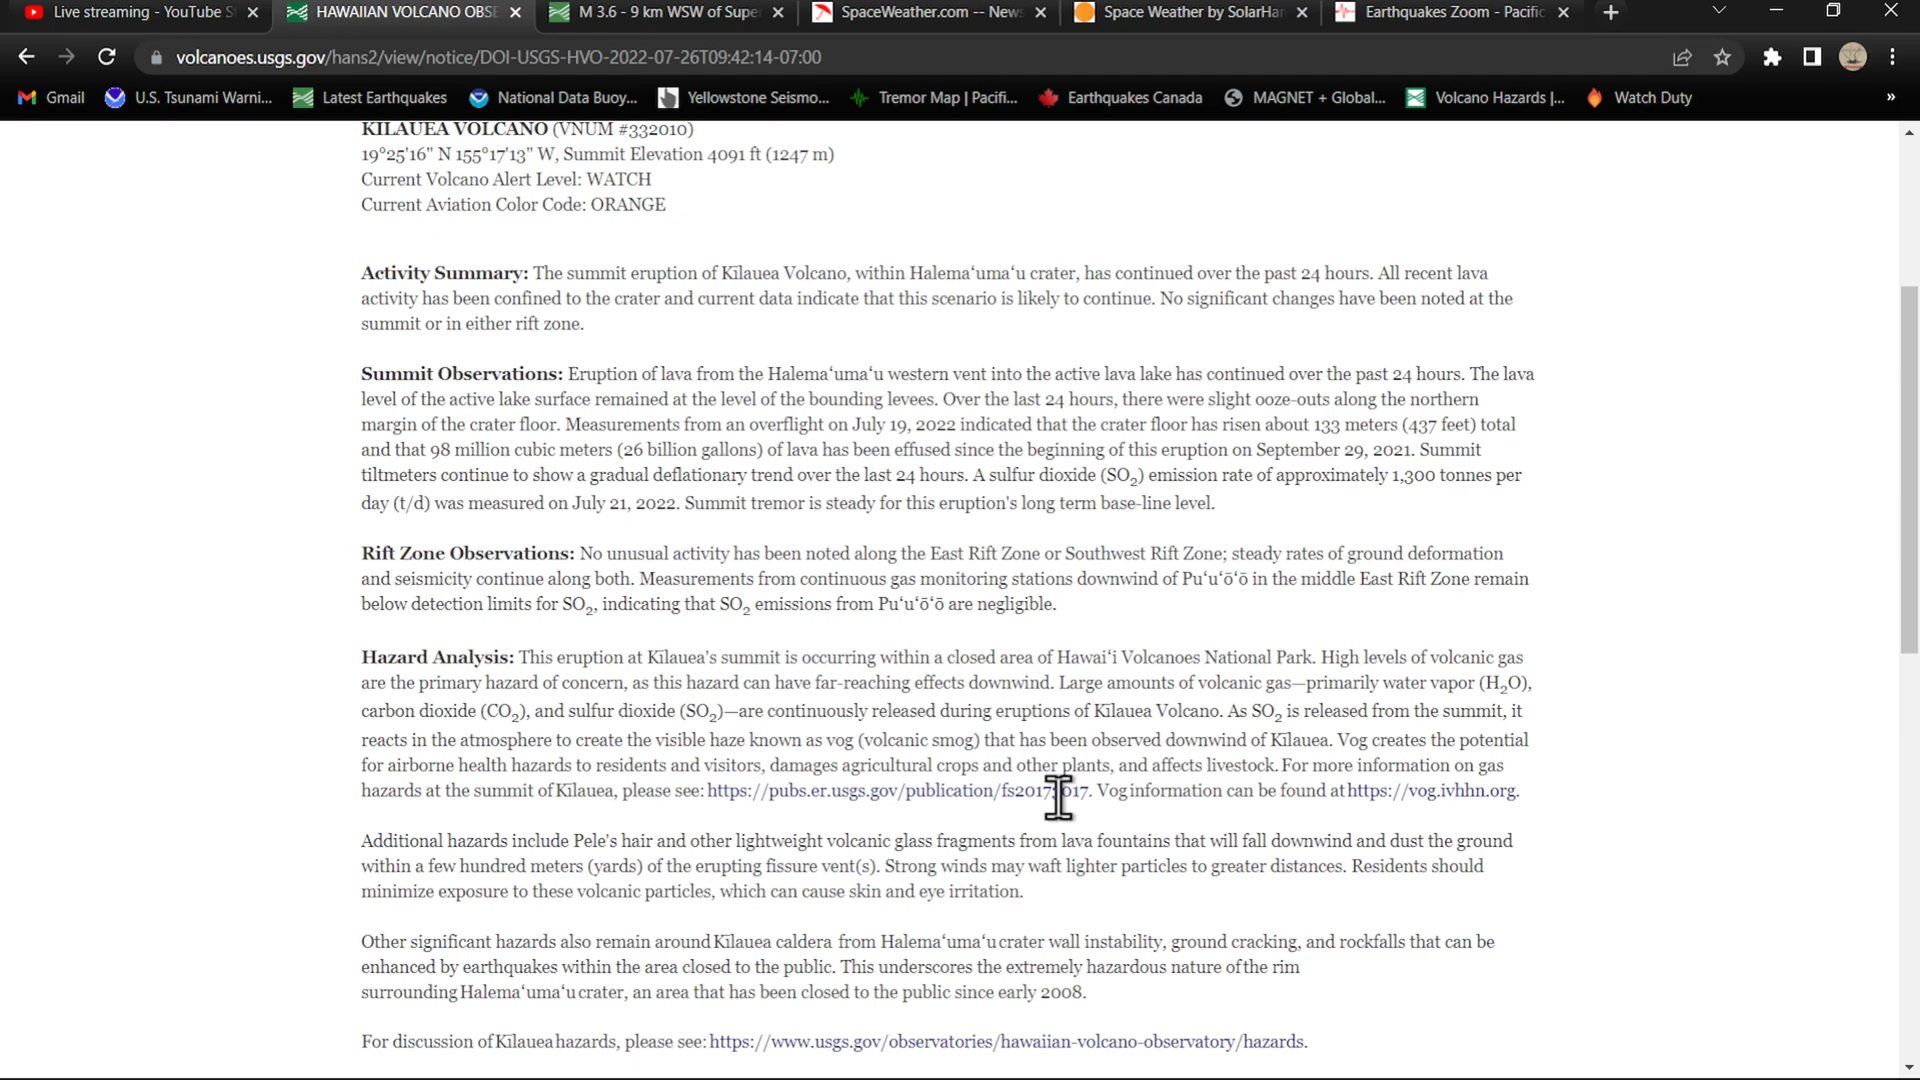 Live streaming - YouTube S
HAWAIIAN VOLCANO OBSE
M 3.6 - 9 km WSW of Supe
SpaceWeather.com -- News
Space Weather by SolarHam
Earthquakes Zoom - Pacific
volcanoes.usgs.gov/hans2/view/notice/DOI-USGS-HVO-2022-07-26T09:42:14-07:00
Gmail
U.S. Tsunami Warni...
Latest Earthquakes
National Data Buoy...
Yellowstone Seismo...
Tremor Map | Pacifi...
Earthquakes Canada
MAGNET + Global...
Volcano Hazards |...
Watch Duty
»
KILAUEA VOLCANO (VNUM #332010)
19°25'16" N 155°17'13" W, Summit Elevation 4091 ft (1247 m)
Current Volcano Alert Level: WATCH
Current Aviation Color Code: ORANGE
Activity Summary: The summit eruption of Kīlauea Volcano, within Halemaʻumaʻu crater, has continued over the past 24 hours. All recent lava
activity has been confined to the crater and current data indicate that this scenario is likely to continue. No significant changes have been noted at the
summit or in either rift zone.
Summit Observations: Eruption of lava from the Halemaʻumaʻu western vent into the active lava lake has continued over the past 24 hours. The lava
level of the active lake surface remained at the level of the bounding levees. Over the last 24 hours, there were slight ooze-outs along the northern
margin of the crater floor. Measurements from an overflight on July 19, 2022 indicated that the crater floor has risen about 133 meters (437 feet) total
and that 98 million cubic meters (26 billion gallons) of lava has been effused since the beginning of this eruption on September 29, 2021. Summit
tiltmeters continue to show a gradual deflationary trend over the last 24 hours. A sulfur dioxide (SO₂) emission rate of approximately 1,300 tonnes per
day (t/d) was measured on July 21, 2022. Summit tremor is steady for this eruption's long term base-line level.
Rift Zone Observations: No unusual activity has been noted along the East Rift Zone or Southwest Rift Zone; steady rates of ground deformation
and seismicity continue along both. Measurements from continuous gas monitoring stations downwind of Puʻuʻōʻō in the middle East Rift Zone remain
below detection limits for SO₂, indicating that SO₂ emissions from Puʻuʻōʻō are negligible.
Hazard Analysis: This eruption at Kīlauea's summit is occurring within a closed area of Hawaiʻi Volcanoes National Park. High levels of volcanic gas
are the primary hazard of concern, as this hazard can have far-reaching effects downwind. Large amounts of volcanic gas—primarily water vapor (H₂O),
carbon dioxide (CO₂), and sulfur dioxide (SO₂)—are continuously released during eruptions of Kīlauea Volcano. As SO₂ is released from the summit, it
reacts in the atmosphere to create the visible haze known as vog (volcanic smog) that has been observed downwind of Kīlauea. Vog creates the potential
for airborne health hazards to residents and visitors, damages agricultural crops and other plants, and affects livestock. For more information on gas
hazards at the summit of Kīlauea, please see: https://pubs.er.usgs.gov/publication/fs20173017. Vog information can be found at https://vog.ivhhn.org.
Additional hazards include Pele's hair and other lightweight volcanic glass fragments from lava fountains that will fall downwind and dust the ground
within a few hundred meters (yards) of the erupting fissure vent(s). Strong winds may waft lighter particles to greater distances. Residents should
minimize exposure to these volcanic particles, which can cause skin and eye irritation.
Other significant hazards also remain around Kīlauea caldera from Halemaʻumaʻu crater wall instability, ground cracking, and rockfalls that can be
enhanced by earthquakes within the area closed to the public. This underscores the extremely hazardous nature of the rim
surrounding Halemaʻumaʻu crater, an area that has been closed to the public since early 2008.
For discussion of Kīlauea hazards, please see: https://www.usgs.gov/observatories/hawaiian-volcano-observatory/hazards.